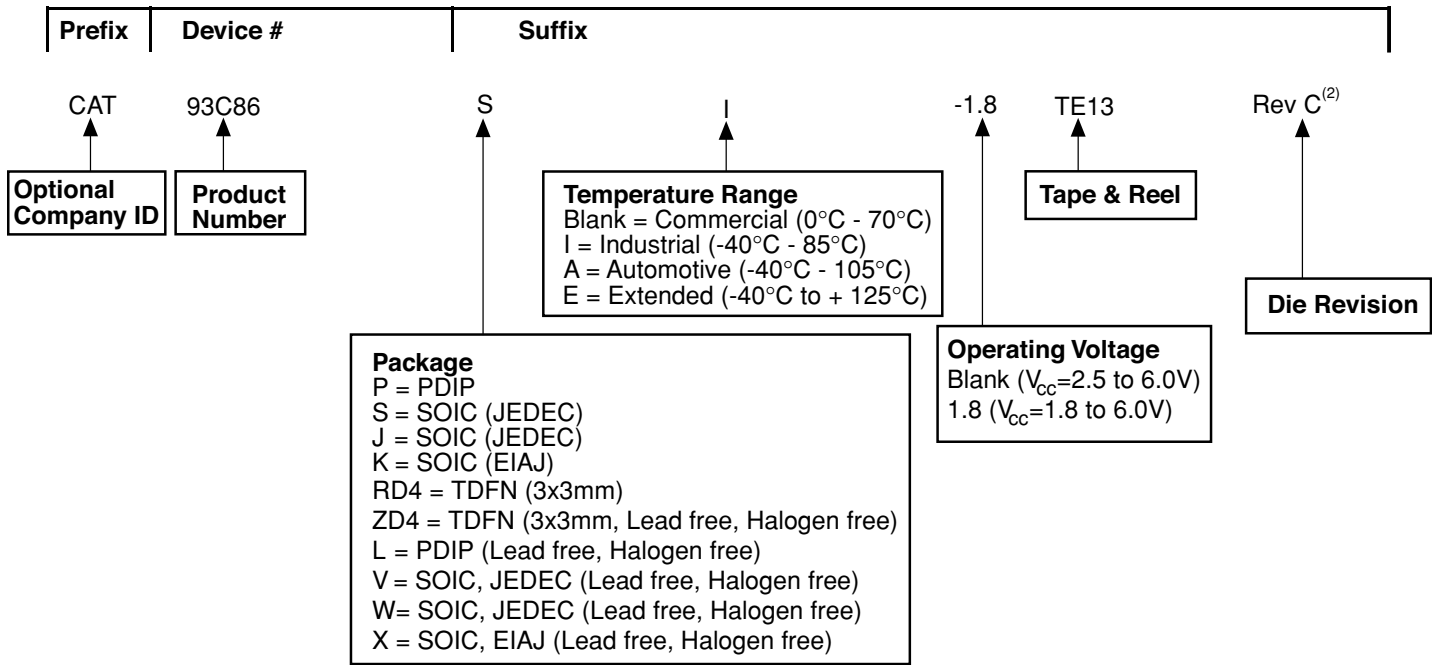 Prefix Device # Suffix
CAT 93C86 S I -1.8 TE13 Rev C(2)
Optional
Company ID
Product
Number
Temperature Range
Blank = Commercial (0°C - 70°C)
I = Industrial (-40°C - 85°C)
A = Automotive (-40°C - 105°C)
E = Extended (-40°C to + 125°C)
Tape & Reel
Die Revision
Package
P = PDIP
S = SOIC (JEDEC)
J = SOIC (JEDEC)
K = SOIC (EIAJ)
RD4 = TDFN (3x3mm)
ZD4 = TDFN (3x3mm, Lead free, Halogen free)
L = PDIP (Lead free, Halogen free)
V = SOIC, JEDEC (Lead free, Halogen free)
W= SOIC, JEDEC (Lead free, Halogen free)
X = SOIC, EIAJ (Lead free, Halogen free)
Operating Voltage
Blank (Vcc=2.5 to 6.0V)
1.8 (Vcc=1.8 to 6.0V)